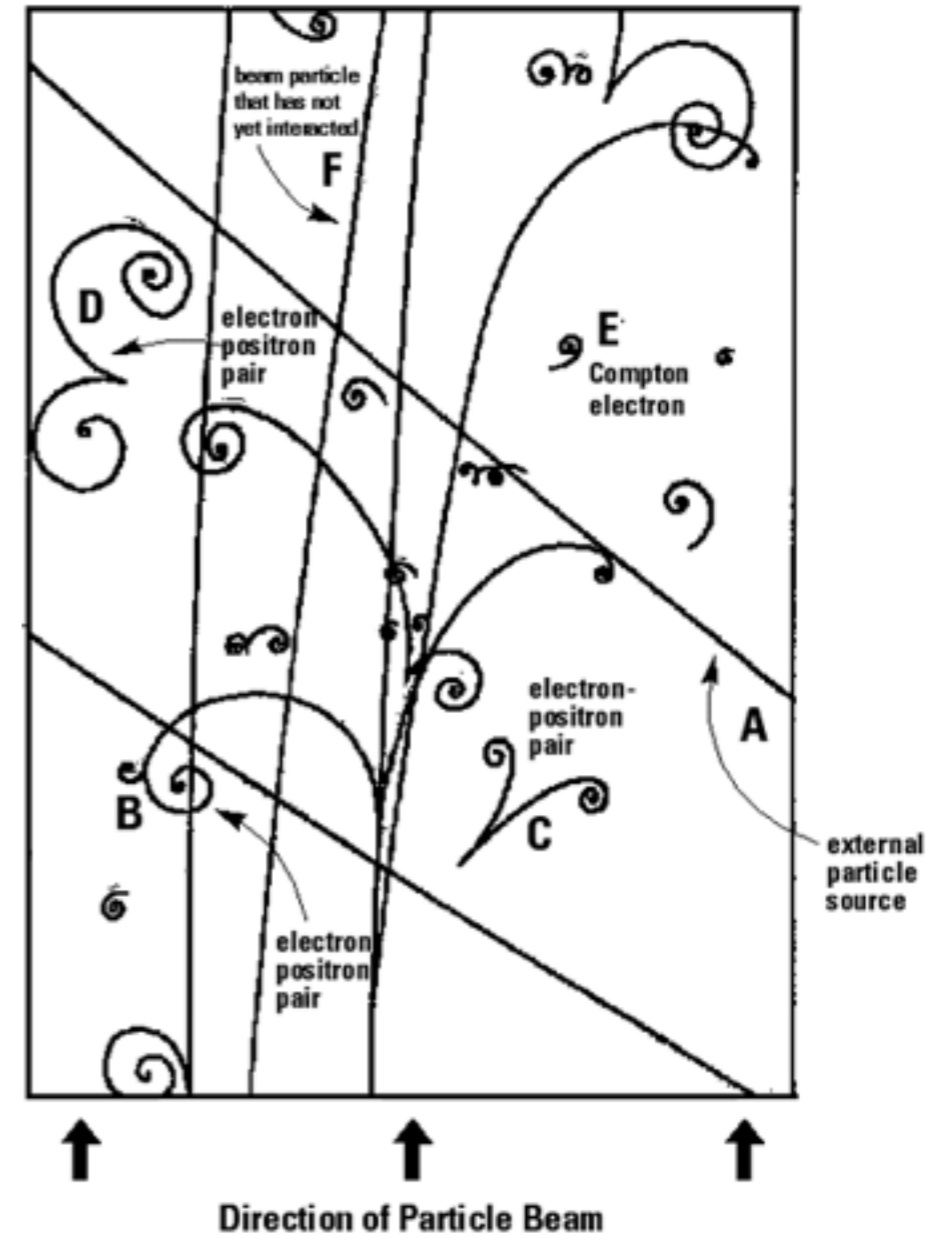 beam particle
that has not
yet interacted
F
D
electron
positron
pair
E
Compton
electron
electron-
positron
pair
A
B
C
external
particle
source
electron
positron
pair
Direction of Particle Beam